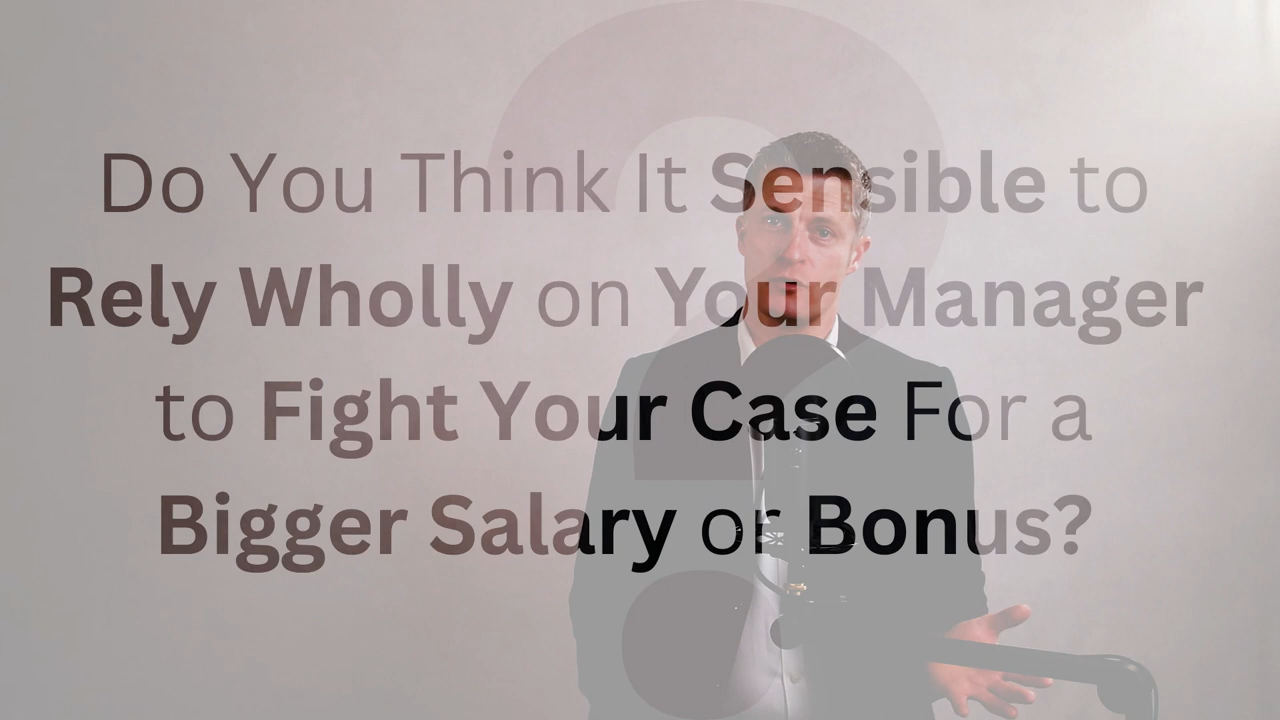 Do You Think It Sensible to
Rely Wholly on Your Manager
to Fight Your Case For a
Bigger Salary or Bonus?